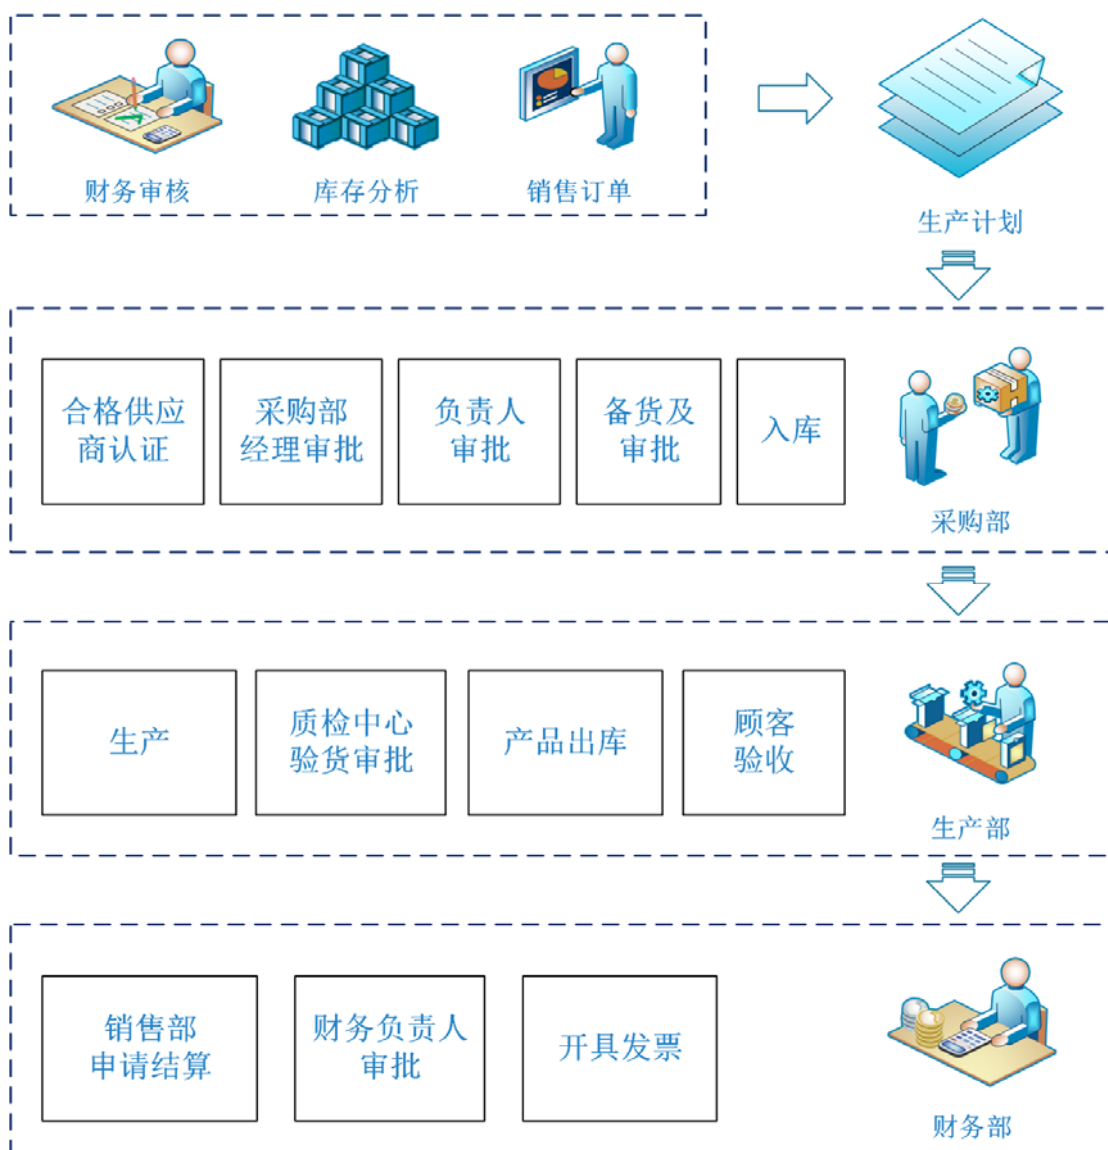 财务审核
库存分析
销售订单
生产计划
合格供应
商认证
采购部
经理审批
负责人
审批
备货及
审批
入库
采购部
生产
质检中心
验货审批
产品出库
顾客
验收
生产部
销售部
申请结算
财务负责人
审批
开具发票
财务部